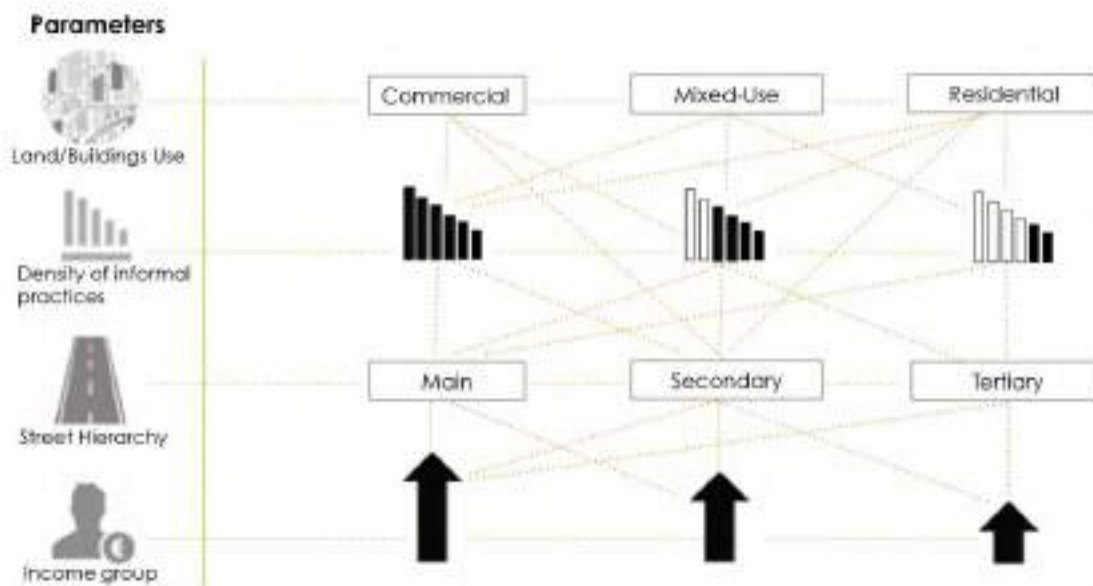 Parameters
Commercial
Mixed-Use
Residential
Land/Buildings Use
Density of informal
practices
Main
Secondary
Tertiary
Street Hierarchy
Income group